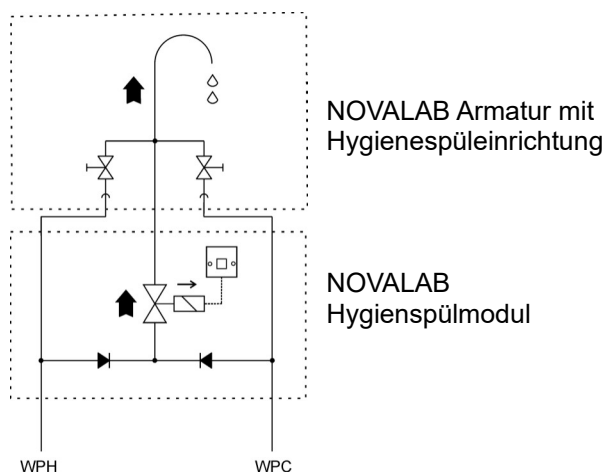 NOVALAB Armatur mit
Hygienespüleinrichtung
NOVALAB
Hygienspülmodul
WPH
WPC